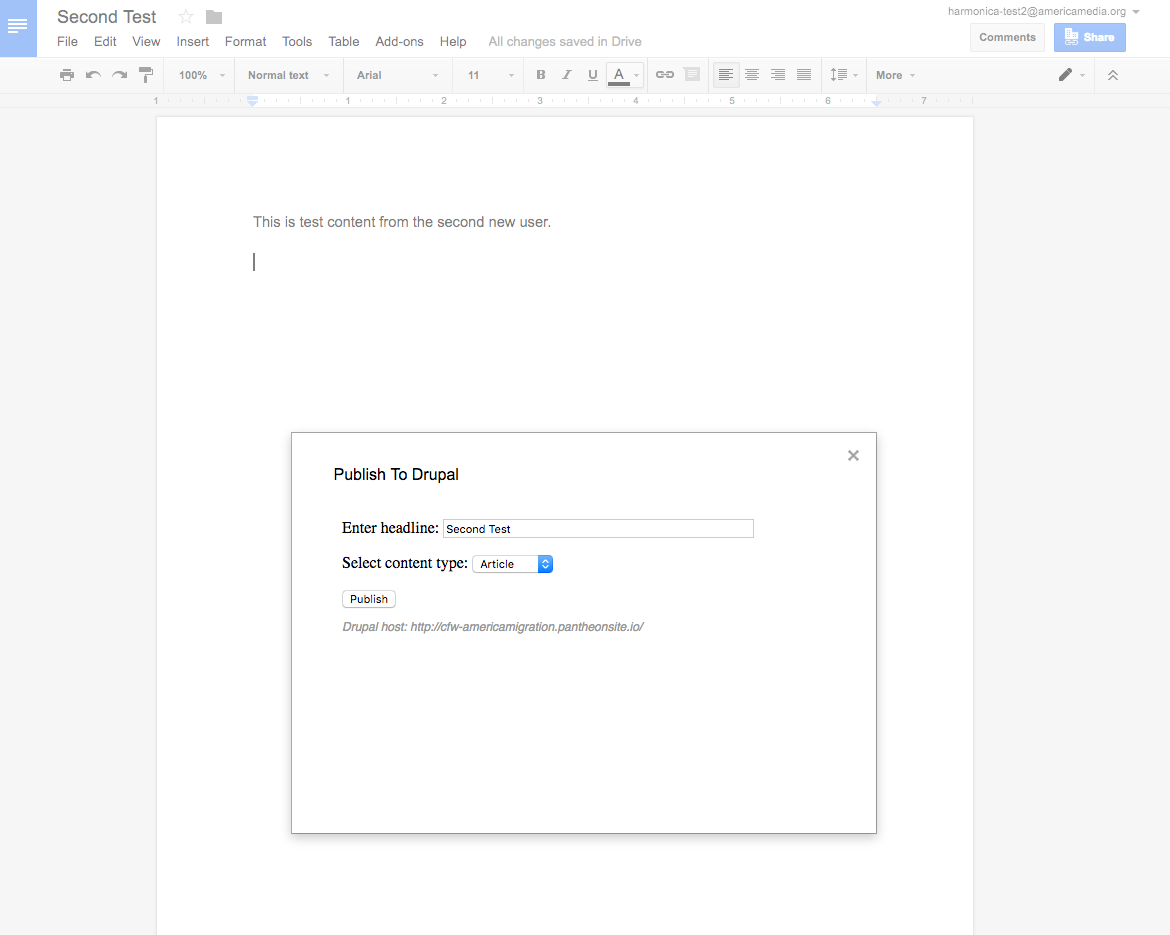 Second Test
harmonica-test2@americamedia.org
File Edit View Insert Format Tools Table Add-ons Help All changes saved in Drive
Comments Share
100% Normal text Arial 11 B I U A More
1 1 2 3 4 5 6 7
This is test content from the second new user.
Publish To Drupal
Enter headline: Second Test
Select content type: Article
Publish
Drupal host: http://cfw-americamigration.pantheonsite.io/